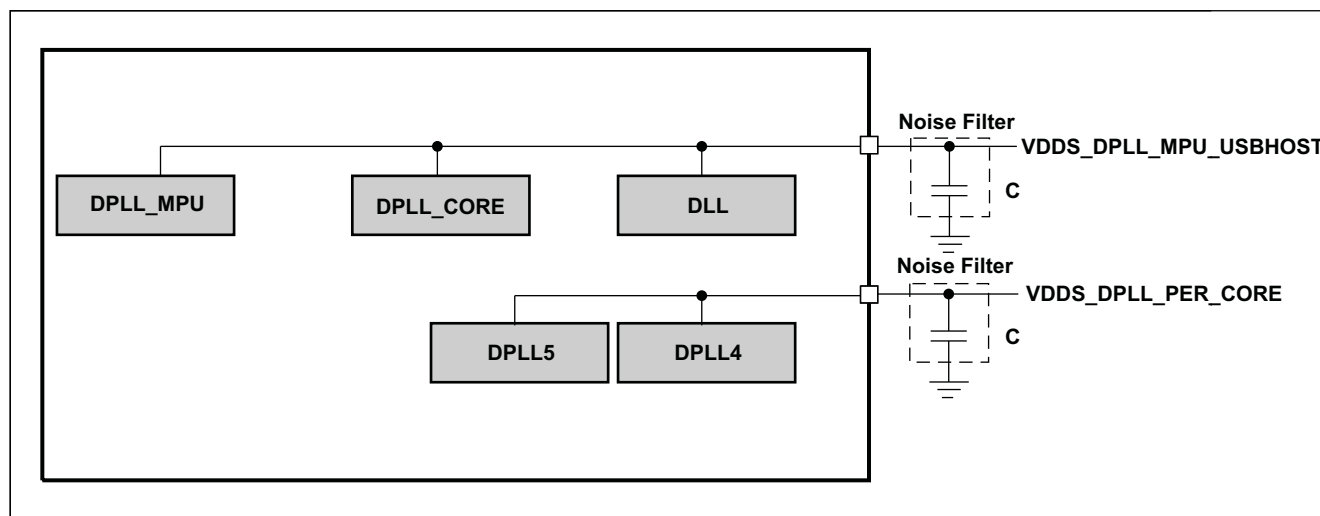 Noise Filter
VDDS_DPLL_MPU_USBHOST
DPLL_MPU
DPLL_CORE
DLL
C
Noise Filter
VDDS_DPLL_PER_CORE
DPLL5
DPLL4
C